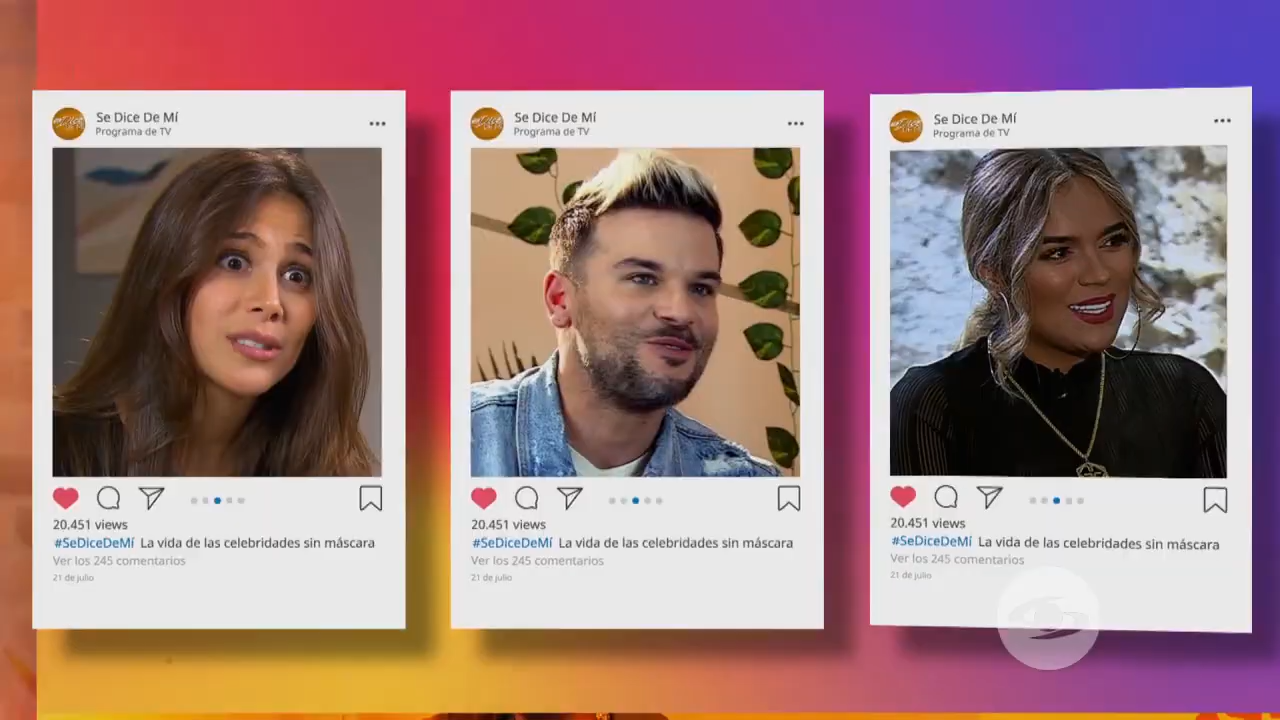 Se Dice De Mí
Programa de TV
20.451 views
#SeDiceDeMí La vida de las celebridades sin máscara
Ver los 245 comentarios
21 de julio
Se Dice De Mí
Programa de TV
20.451 views
#SeDiceDeMí La vida de las celebridades sin máscara
Ver los 245 comentarios
21 de julio
Se Dice De Mí
Programa de TV
20.451 views
#SeDiceDeMí La vida de las celebridades sin máscara
Ver los 245 comentarios
21 de julio